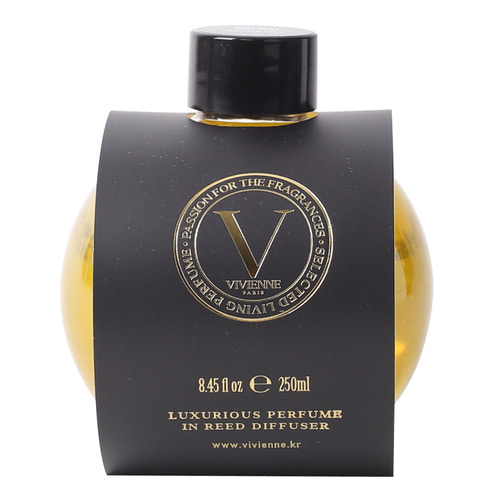 • PASSION FOR THE FRAGRANCES • SELECTED LIVING PERFUME
V
VIVIENNE
PARIS
8.45 fl oz ℮ 250ml
LUXURIOUS PERFUME
IN REED DIFFUSER
www.vivienne.kr